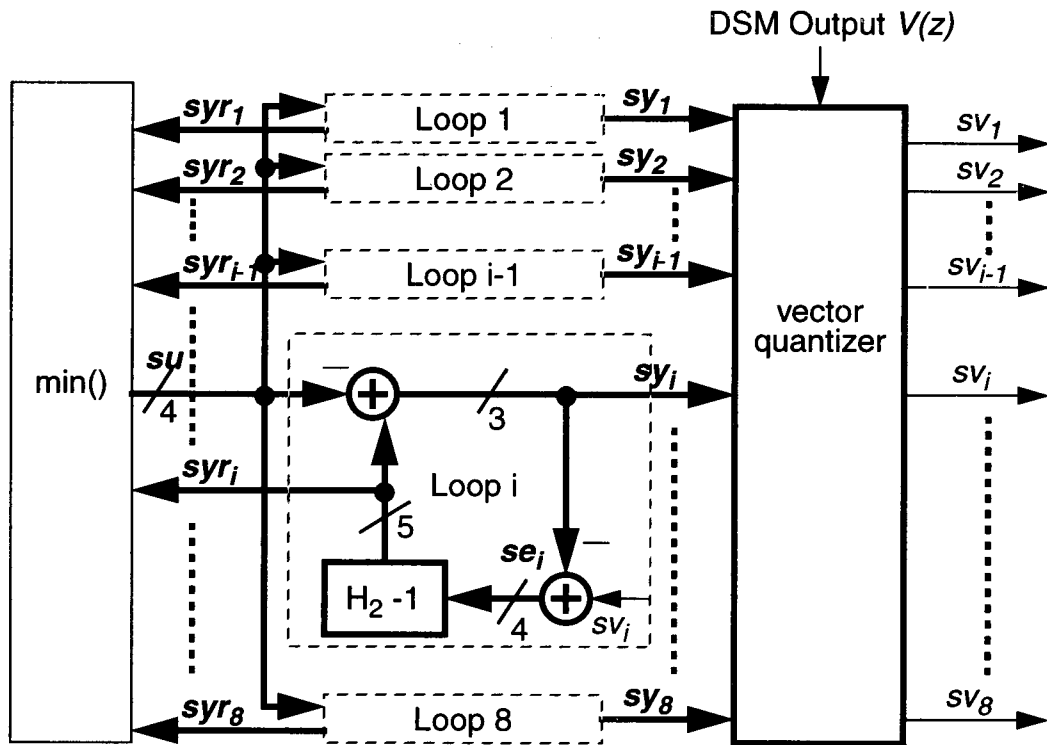 DSM Output V(z)
syr1
Loop 1
sy1
sv1
syr2
Loop 2
sy2
sv2
syri-1
Loop i-1
syi-1
svi-1
vector
quantizer
min()
su
4
−
+
3
syi
svi
syri
Loop i
5
−
sei
H2 -1
4
+
svi
syr8
Loop 8
sy8
sv8